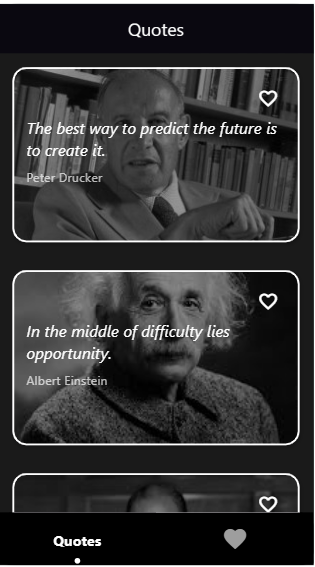 Quotes
The best way to predict the future is
to create it.
Peter Drucker
In the middle of difficulty lies
opportunity.
Albert Einstein
Quotes